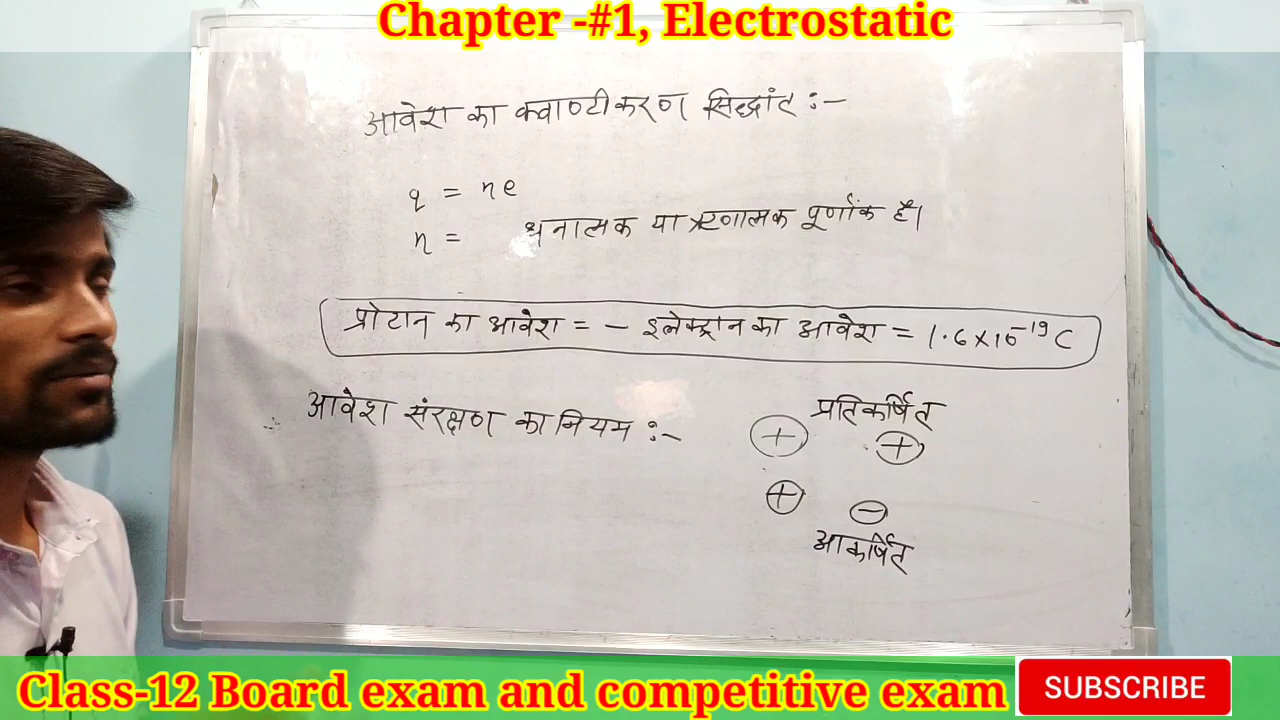 Chapter -#1, Electrostatic
आवेश का क्वाण्टीकरण सिद्धांत :-
q = ne
n = धनात्मक या ऋणात्मक पूर्णांक है।
प्रोटान का आवेश = - इलेक्ट्रान का आवेश = 1.6 x 10⁻¹⁹ C
आवेश संरक्षण का नियम :-
प्रतिकर्षित
+ +
+ -
आकर्षित
Class-12 Board exam and competitive exam
SUBSCRIBE